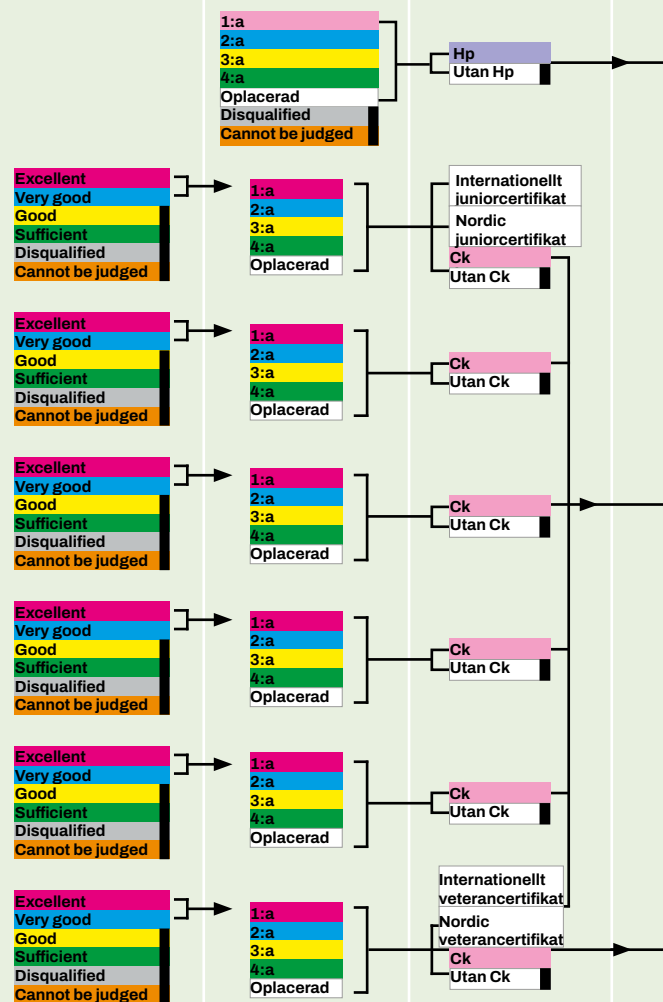 1:a
2:a
3:a
4:a
Oplacerad
Disqualified
Cannot be judged
Hp
Utan Hp
Excellent
Very good
Good
Sufficient
Disqualified
Cannot be judged
1:a
2:a
3:a
4:a
Oplacerad
Internationellt
juniorcertifikat
Nordic
juniorcertifikat
Ck
Utan Ck
Excellent
Very good
Good
Sufficient
Disqualified
Cannot be judged
1:a
2:a
3:a
4:a
Oplacerad
Ck
Utan Ck
Excellent
Very good
Good
Sufficient
Disqualified
Cannot be judged
1:a
2:a
3:a
4:a
Oplacerad
Ck
Utan Ck
Excellent
Very good
Good
Sufficient
Disqualified
Cannot be judged
1:a
2:a
3:a
4:a
Oplacerad
Ck
Utan Ck
Excellent
Very good
Good
Sufficient
Disqualified
Cannot be judged
1:a
2:a
3:a
4:a
Oplacerad
Ck
Utan Ck
Excellent
Very good
Good
Sufficient
Disqualified
Cannot be judged
1:a
2:a
3:a
4:a
Oplacerad
Internationellt
veterancertifikat
Nordic
veterancertifikat
Ck
Utan Ck